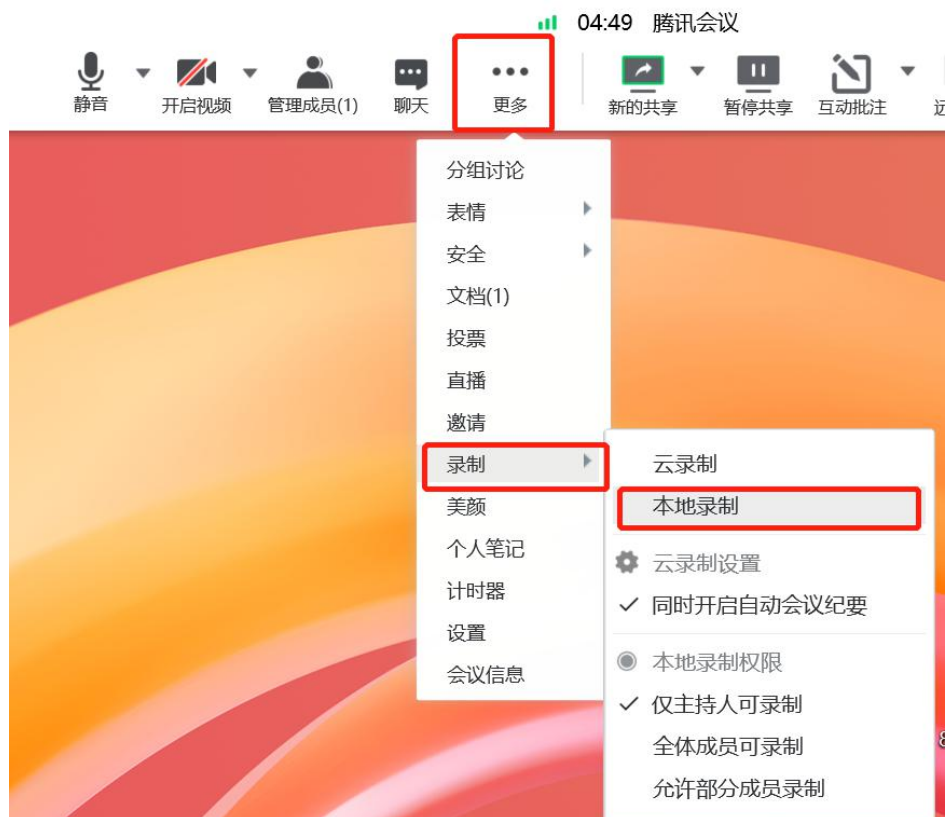 04:49 腾讯会议
静音 开启视频 管理成员(1) 聊天 更多 新的共享 暂停共享 互动批注
分组讨论
表情
安全
文档(1)
投票
直播
邀请
录制
美颜
个人笔记
计时器
设置
会议信息
云录制
本地录制
云录制设置
同时开启自动会议纪要
本地录制权限
仅主持人可录制
全体成员可录制
允许部分成员录制